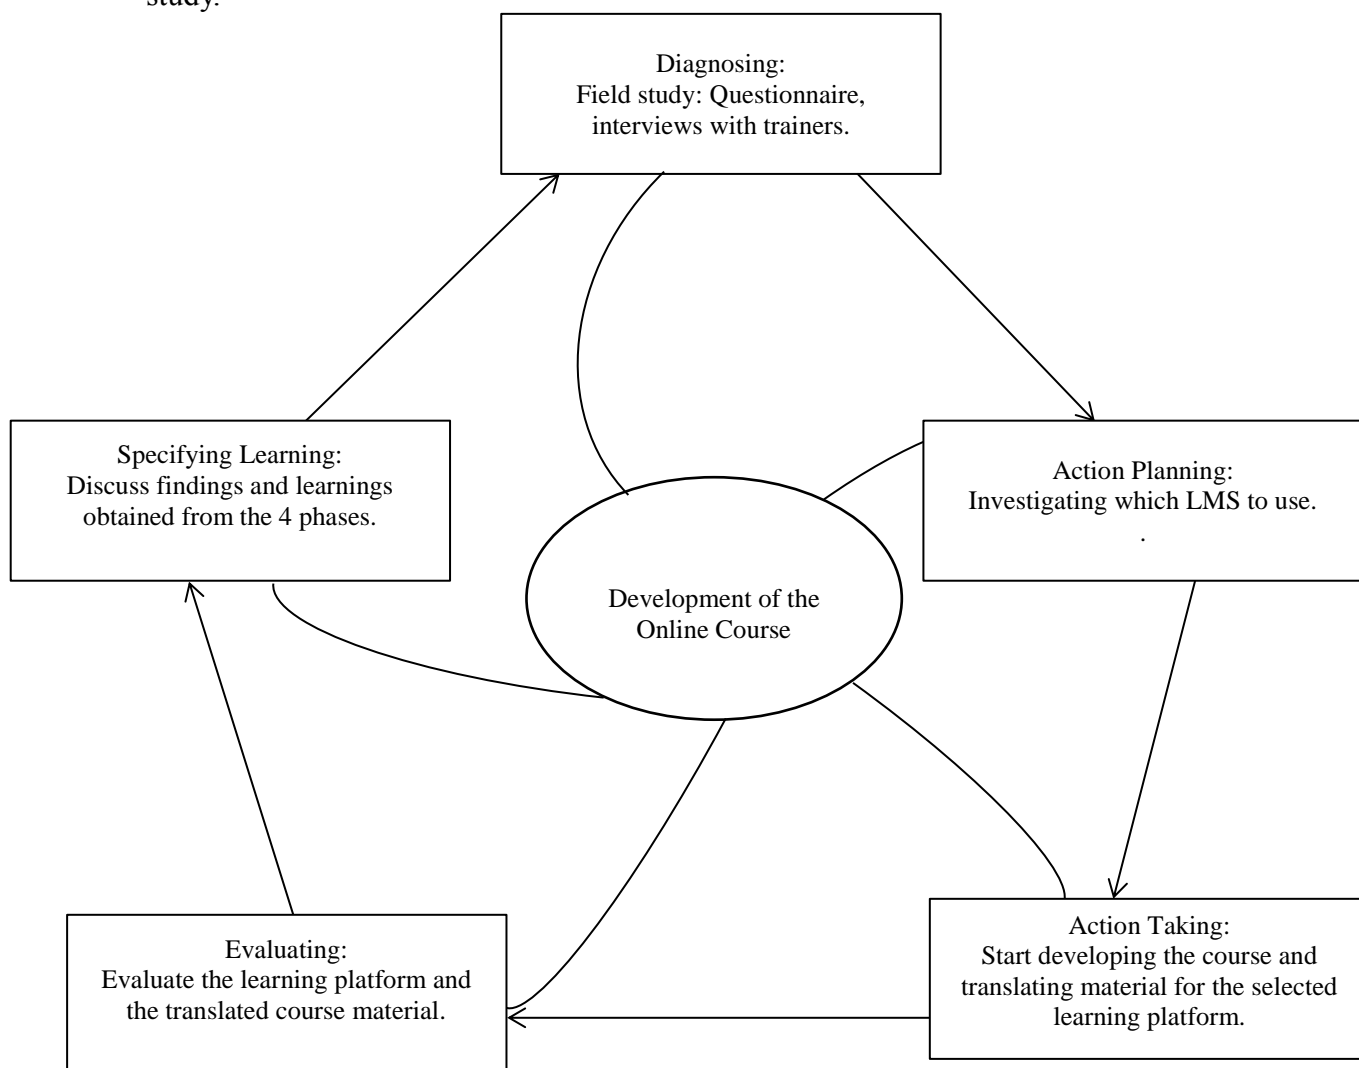 study.
Diagnosing:
Field study: Questionnaire,
interviews with trainers.
Specifying Learning:
Discuss findings and learnings
obtained from the 4 phases.
Action Planning:
Investigating which LMS to use.
.
Development of the
Online Course
Evaluating:
Evaluate the learning platform and
the translated course material.
Action Taking:
Start developing the course and
translating material for the selected
learning platform.